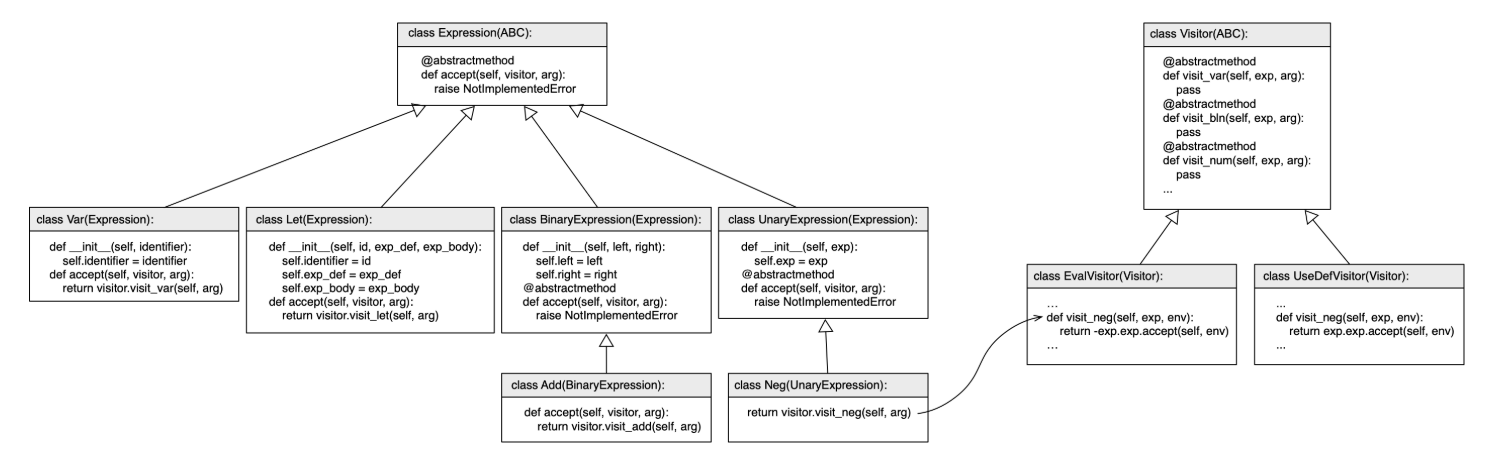 class Expression(ABC):
@abstractmethod
def accept(self, visitor, arg):
raise NotImplementedError
class Visitor(ABC):
@abstractmethod
def visit_var(self, exp, arg):
pass
@abstractmethod
def visit_bln(self, exp, arg):
pass
@abstractmethod
def visit_num(self, exp, arg):
pass
...
class Var(Expression):
def __init__(self, identifier):
self.identifier = identifier
def accept(self, visitor, arg):
return visitor.visit_var(self, arg)
class Let(Expression):
def __init__(self, id, exp_def, exp_body):
self.identifier = id
self.exp_def = exp_def
self.exp_body = exp_body
def accept(self, visitor, arg):
return visitor.visit_let(self, arg)
class BinaryExpression(Expression):
def __init__(self, left, right):
self.left = left
self.right = right
@abstractmethod
def accept(self, visitor, arg):
raise NotImplementedError
class UnaryExpression(Expression):
def __init__(self, exp):
self.exp = exp
@abstractmethod
def accept(self, visitor, arg):
raise NotImplementedError
class EvalVisitor(Visitor):
...
def visit_neg(self, exp, env):
return -exp.exp.accept(self, env)
...
class UseDefVisitor(Visitor):
...
def visit_neg(self, exp, env):
return exp.exp.accept(self, env)
...
class Add(BinaryExpression):
def accept(self, visitor, arg):
return visitor.visit_add(self, arg)
class Neg(UnaryExpression):
return visitor.visit_neg(self, arg)